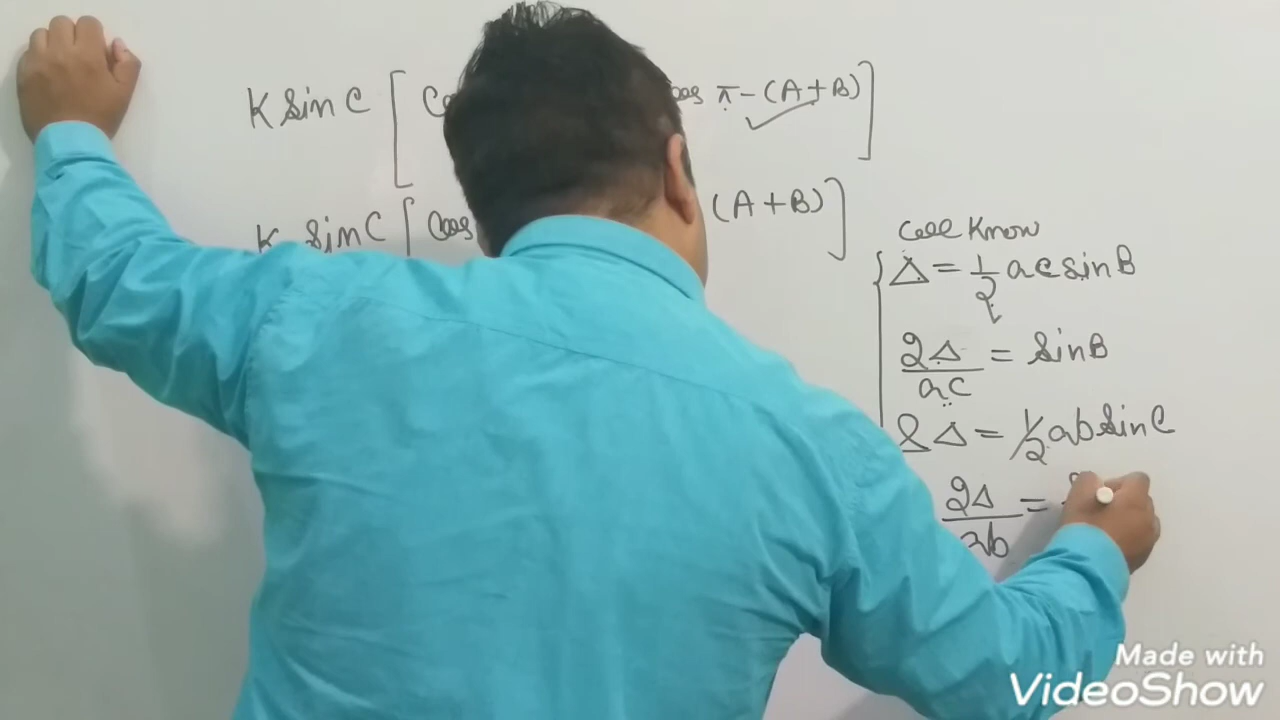 K sin C [ Cos π - (A+B) ]
K sin C [ Cos (A+B) ]
we Know
Δ = 1/2 ac sin B
2Δ/ac = sin B
& Δ = 1/2 ab sin C
2Δ/ab =
Made with
VideoShow